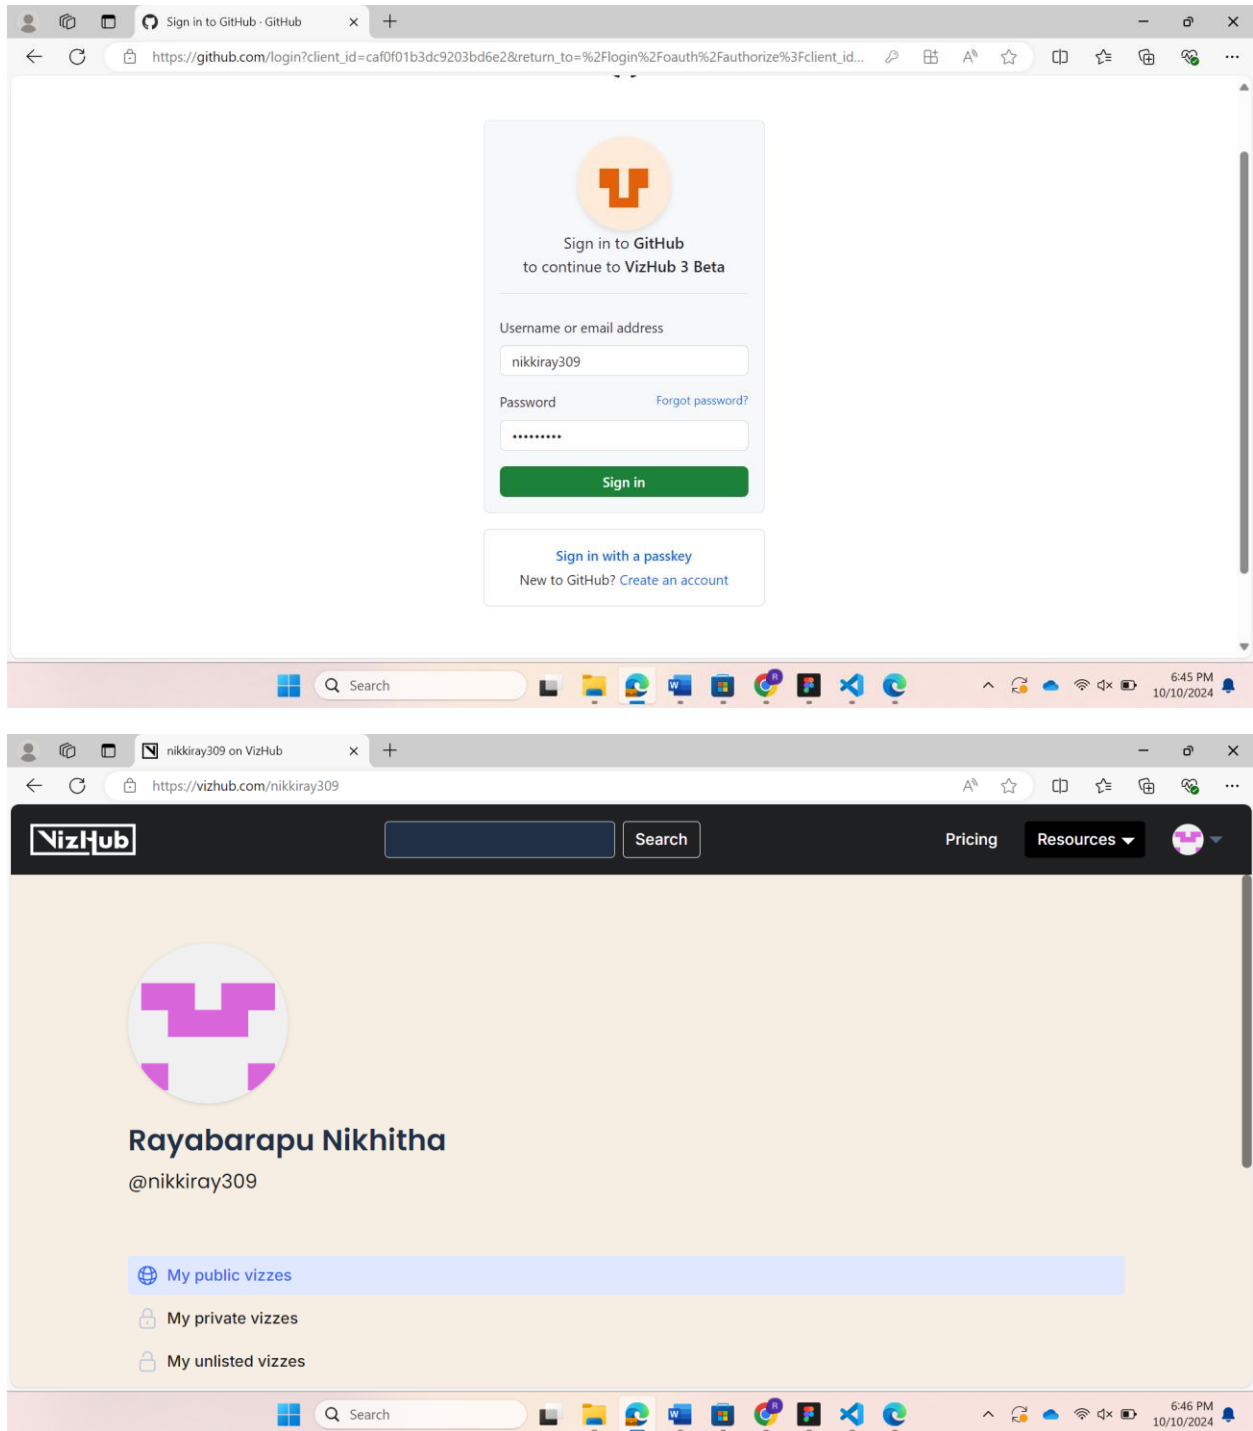 Sign in to GitHub · GitHub
https://github.com/login?client_id=caf0f01b3dc9203bd6e2&return_to=%2Flogin%2Foauth%2Fauthorize%3Fclient_id...
Sign in to GitHub
to continue to VizHub 3 Beta
Username or email address
nikkiray309
Password Forgot password?
•••••••••
Sign in
Sign in with a passkey
New to GitHub? Create an account
Search
6:45 PM
10/10/2024
nikkiray309 on VizHub
https://vizhub.com/nikkiray309
VizHub
Search
Pricing
Resources
Rayabarapu Nikhitha
@nikkiray309
My public vizzes
My private vizzes
My unlisted vizzes
Search
6:46 PM
10/10/2024